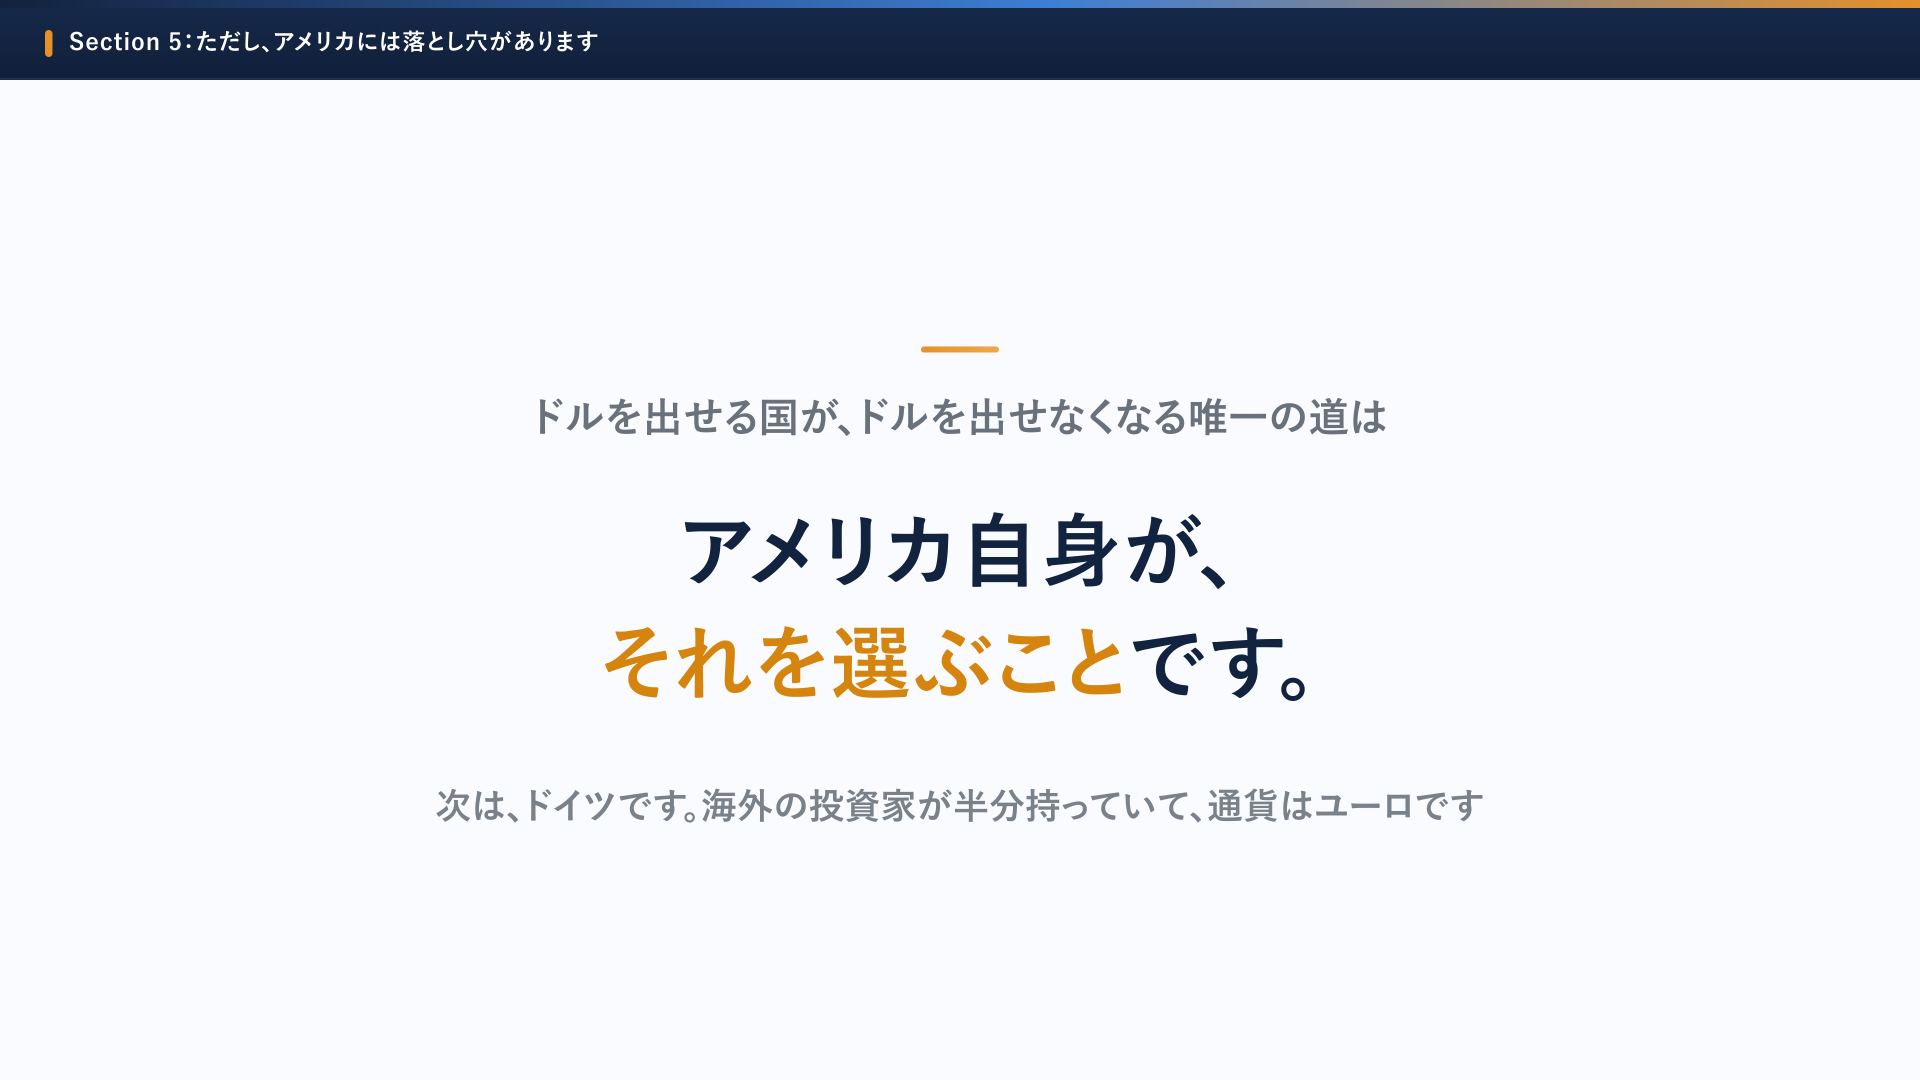 Section 5：ただし、アメリカには落とし穴があります
ドルを出せる国が、ドルを出せなくなる唯一の道は
アメリカ自身が、
それを選ぶことです。
次は、ドイツです。海外の投資家が半分持っていて、通貨はユーロです